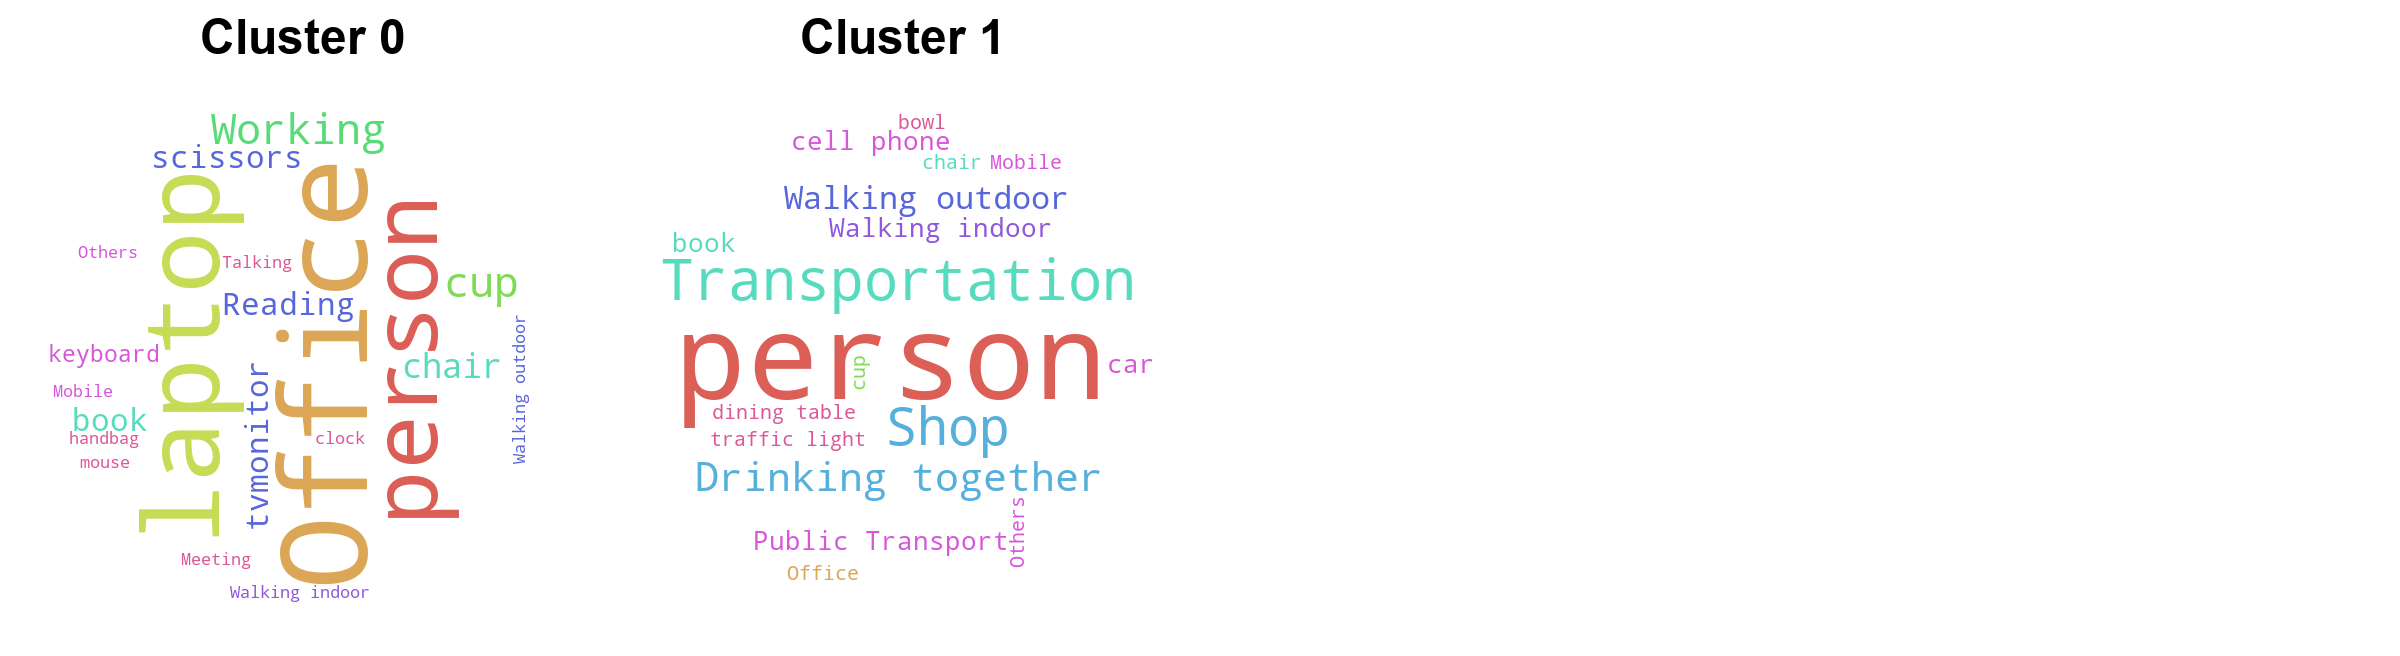 Cluster 0
Working
scissors
laptop
Office
person
Others
Talking
cup
Reading
Walking outdoor
keyboard
chair
tvmonitor
Mobile
book
handbag
clock
mouse
Meeting
Walking indoor
Cluster 1
bowl
cell phone
chair
Mobile
Walking outdoor
Walking indoor
book
Transportation
person
cup
car
dining table
Shop
traffic light
Drinking together
Others
Public Transport
Office